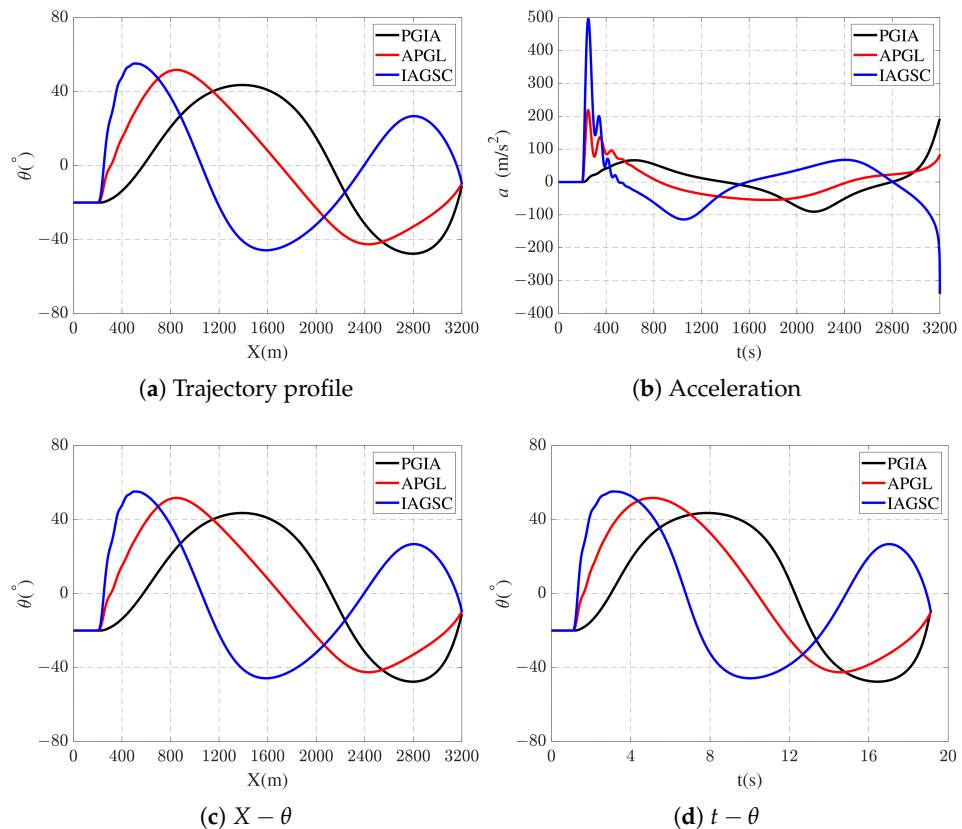 80
40
0
−40
−80
θ(°)
PGIA
APGL
IAGSC
0 400 800 1200 1600 2000 2400 2800 3200
X(m)
(a) Trajectory profile
500
400
300
200
100
0
−100
−200
−300
−400
a (m/s²)
PGIA
APGL
IAGSC
0 400 800 1200 1600 2000 2400 2800 3200
t(s)
(b) Acceleration
80
40
0
−40
−80
θ(°)
PGIA
APGL
IAGSC
0 400 800 1200 1600 2000 2400 2800 3200
X(m)
(c) X − θ
80
40
0
−40
−80
θ(°)
PGIA
APGL
IAGSC
0 4 8 12 16 20
t(s)
(d) t − θ